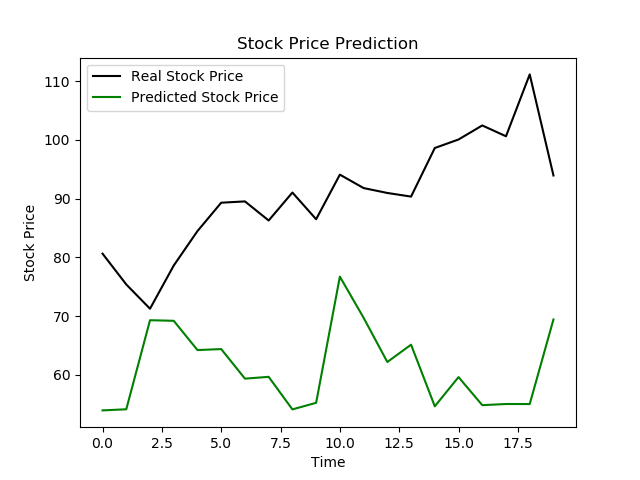 Stock Price Prediction
Real Stock Price
Predicted Stock Price
Stock Price
110
100
90
80
70
60
0.0 2.5 5.0 7.5 10.0 12.5 15.0 17.5
Time